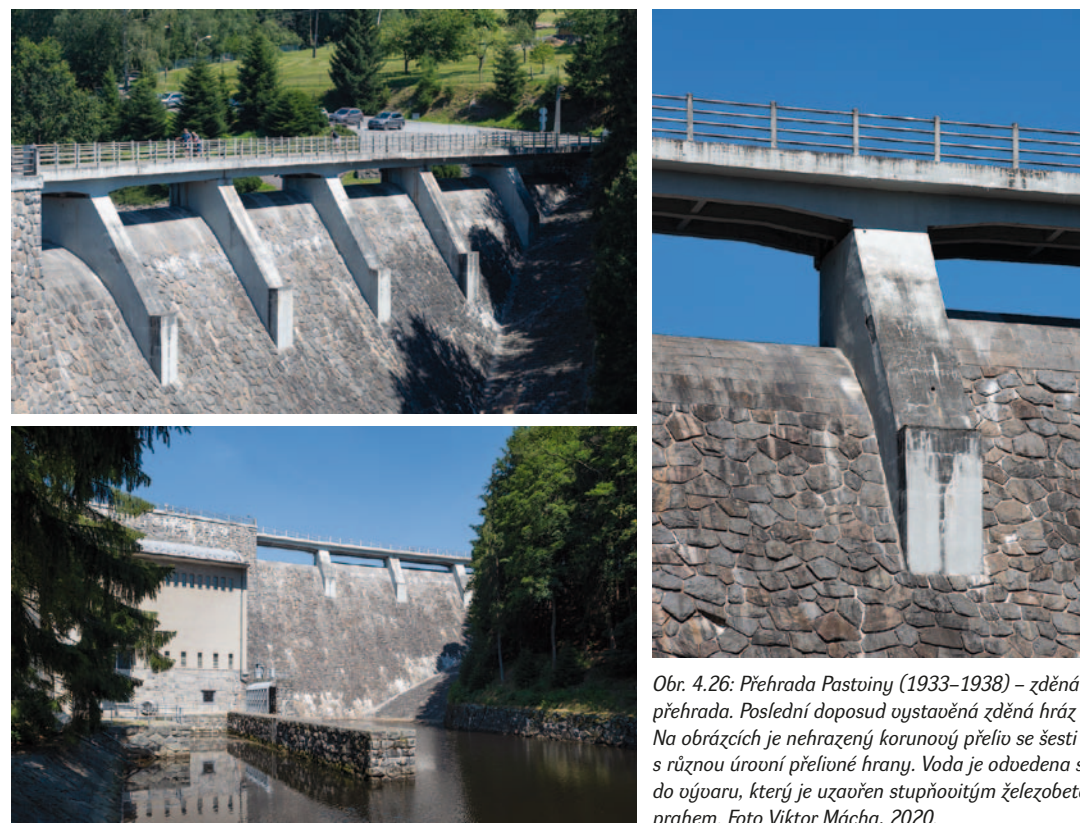 Obr. 4.26: Přehrada Pastviny (1933–1938) – zděná
přehrada. Poslední doposud vystavěná zděná hráz
Na obrázcích je nehrazený korunový přeliv se šesti
s různou úrovní přelivné hrany. Voda je odvedena
do vývaru, který je uzavřen stupňovitým
prahem. Foto Viktor Mácha, 2020